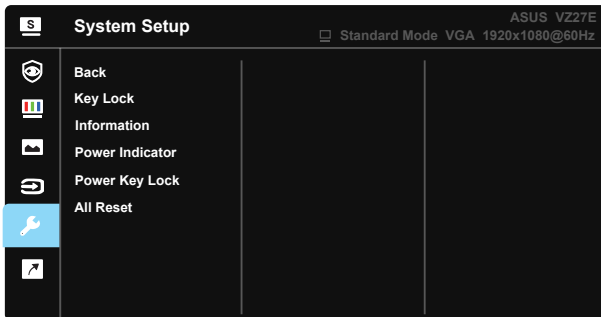 S
System Setup
ASUS VZ27E
Standard Mode VGA 1920x1080@60Hz
Back
Key Lock
Information
Power Indicator
Power Key Lock
All Reset